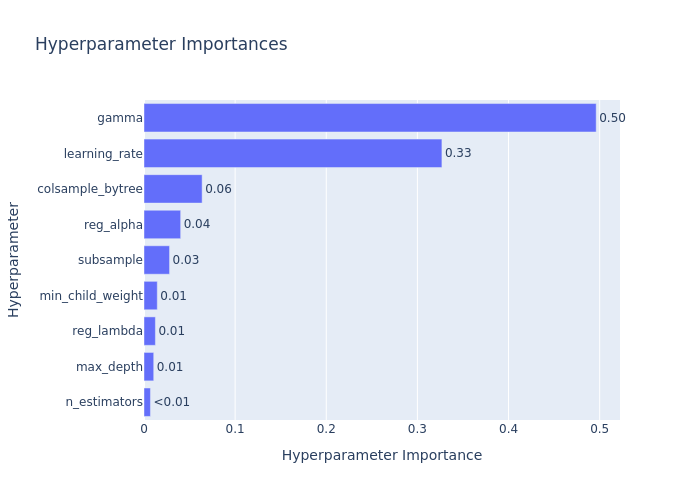 Hyperparameter Importances
Hyperparameter
gamma 0.50
learning_rate 0.33
colsample_bytree 0.06
reg_alpha 0.04
subsample 0.03
min_child_weight 0.01
reg_lambda 0.01
max_depth 0.01
n_estimators <0.01
0 0.1 0.2 0.3 0.4 0.5
Hyperparameter Importance